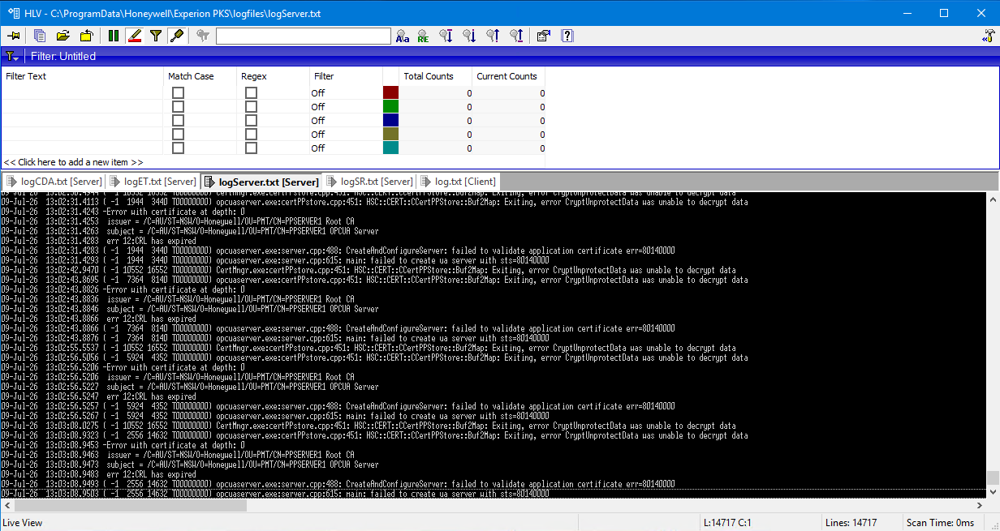 HLV - C:\ProgramData\Honeywell\Experion PKS\logfiles\logServer.txt
Aa RE
Filter: Untitled
Filter Text Match Case Regex Filter Total Counts Current Counts
Off 0 0
Off 0 0
Off 0 0
Off 0 0
Off 0 0
<< Click here to add a new item >>
logCDA.txt [Server] logET.txt [Server] logServer.txt [Server] logSR.txt [Server] log.txt [Client]
09-Jul-26 13:02:30.4944 ( -1 10552 16552 T00000000) CertMngr.exe:certPPstore.cpp:451: HSC::CERT::CCertPPStore::Buf2Map: Exiting, error CryptUnprotectData was unable to decrypt data
09-Jul-26 13:02:31.4113 ( -1 1944 3440 T00000000) opcuaserver.exe:certPPstore.cpp:451: HSC::CERT::CCertPPStore::Buf2Map: Exiting, error CryptUnprotectData was unable to decrypt data
09-Jul-26 13:02:31.4243 -Error with certificate at depth: 0
09-Jul-26 13:02:31.4253 issuer = /C=AU/ST=NSW/O=Honeywell/OU=PMT/CN=PPSERVER1 Root CA
09-Jul-26 13:02:31.4263 subject = /C=AU/ST=NSW/O=Honeywell/OU=PMT/CN=PPSERVER1 OPCUA Server
09-Jul-26 13:02:31.4283 err 12:CRL has expired
09-Jul-26 13:02:31.4283 ( -1 1944 3440 T00000000) opcuaserver.exe:server.cpp:488: CreateAndConfigureServer: failed to validate application certificate err=80140000
09-Jul-26 13:02:31.4293 ( -1 1944 3440 T00000000) opcuaserver.exe:server.cpp:615: main: failed to create ua server with sts=80140000
09-Jul-26 13:02:42.9470 ( -1 10552 16552 T00000000) CertMngr.exe:certPPstore.cpp:451: HSC::CERT::CCertPPStore::Buf2Map: Exiting, error CryptUnprotectData was unable to decrypt data
09-Jul-26 13:02:43.8695 ( -1 7364 8140 T00000000) opcuaserver.exe:certPPstore.cpp:451: HSC::CERT::CCertPPStore::Buf2Map: Exiting, error CryptUnprotectData was unable to decrypt data
09-Jul-26 13:02:43.8826 -Error with certificate at depth: 0
09-Jul-26 13:02:43.8836 issuer = /C=AU/ST=NSW/O=Honeywell/OU=PMT/CN=PPSERVER1 Root CA
09-Jul-26 13:02:43.8846 subject = /C=AU/ST=NSW/O=Honeywell/OU=PMT/CN=PPSERVER1 OPCUA Server
09-Jul-26 13:02:43.8866 err 12:CRL has expired
09-Jul-26 13:02:43.8866 ( -1 7364 8140 T00000000) opcuaserver.exe:server.cpp:488: CreateAndConfigureServer: failed to validate application certificate err=80140000
09-Jul-26 13:02:43.8876 ( -1 7364 8140 T00000000) opcuaserver.exe:server.cpp:615: main: failed to create ua server with sts=80140000
09-Jul-26 13:02:55.5537 ( -1 10552 16552 T00000000) CertMngr.exe:certPPstore.cpp:451: HSC::CERT::CCertPPStore::Buf2Map: Exiting, error CryptUnprotectData was unable to decrypt data
09-Jul-26 13:02:56.5056 ( -1 5924 4352 T00000000) opcuaserver.exe:certPPstore.cpp:451: HSC::CERT::CCertPPStore::Buf2Map: Exiting, error CryptUnprotectData was unable to decrypt data
09-Jul-26 13:02:56.5206 -Error with certificate at depth: 0
09-Jul-26 13:02:56.5206 issuer = /C=AU/ST=NSW/O=Honeywell/OU=PMT/CN=PPSERVER1 Root CA
09-Jul-26 13:02:56.5227 subject = /C=AU/ST=NSW/O=Honeywell/OU=PMT/CN=PPSERVER1 OPCUA Server
09-Jul-26 13:02:56.5247 err 12:CRL has expired
09-Jul-26 13:02:56.5257 ( -1 5924 4352 T00000000) opcuaserver.exe:server.cpp:488: CreateAndConfigureServer: failed to validate application certificate err=80140000
09-Jul-26 13:02:56.5267 ( -1 5924 4352 T00000000) opcuaserver.exe:server.cpp:615: main: failed to create ua server with sts=80140000
09-Jul-26 13:03:08.0275 ( -1 10552 16552 T00000000) CertMngr.exe:certPPstore.cpp:451: HSC::CERT::CCertPPStore::Buf2Map: Exiting, error CryptUnprotectData was unable to decrypt data
09-Jul-26 13:03:08.9323 ( -1 2556 14632 T00000000) opcuaserver.exe:certPPstore.cpp:451: HSC::CERT::CCertPPStore::Buf2Map: Exiting, error CryptUnprotectData was unable to decrypt data
09-Jul-26 13:03:08.9453 -Error with certificate at depth: 0
09-Jul-26 13:03:08.9463 issuer = /C=AU/ST=NSW/O=Honeywell/OU=PMT/CN=PPSERVER1 Root CA
09-Jul-26 13:03:08.9473 subject = /C=AU/ST=NSW/O=Honeywell/OU=PMT/CN=PPSERVER1 OPCUA Server
09-Jul-26 13:03:08.9483 err 12:CRL has expired
09-Jul-26 13:03:08.9493 ( -1 2556 14632 T00000000) opcuaserver.exe:server.cpp:488: CreateAndConfigureServer: failed to validate application certificate err=80140000
09-Jul-26 13:03:08.9503 ( -1 2556 14632 T00000000) opcuaserver.exe:server.cpp:615: main: failed to create ua server with sts=80140000
Live View L:14717 C:1 Lines: 14717 Scan Time: 0ms